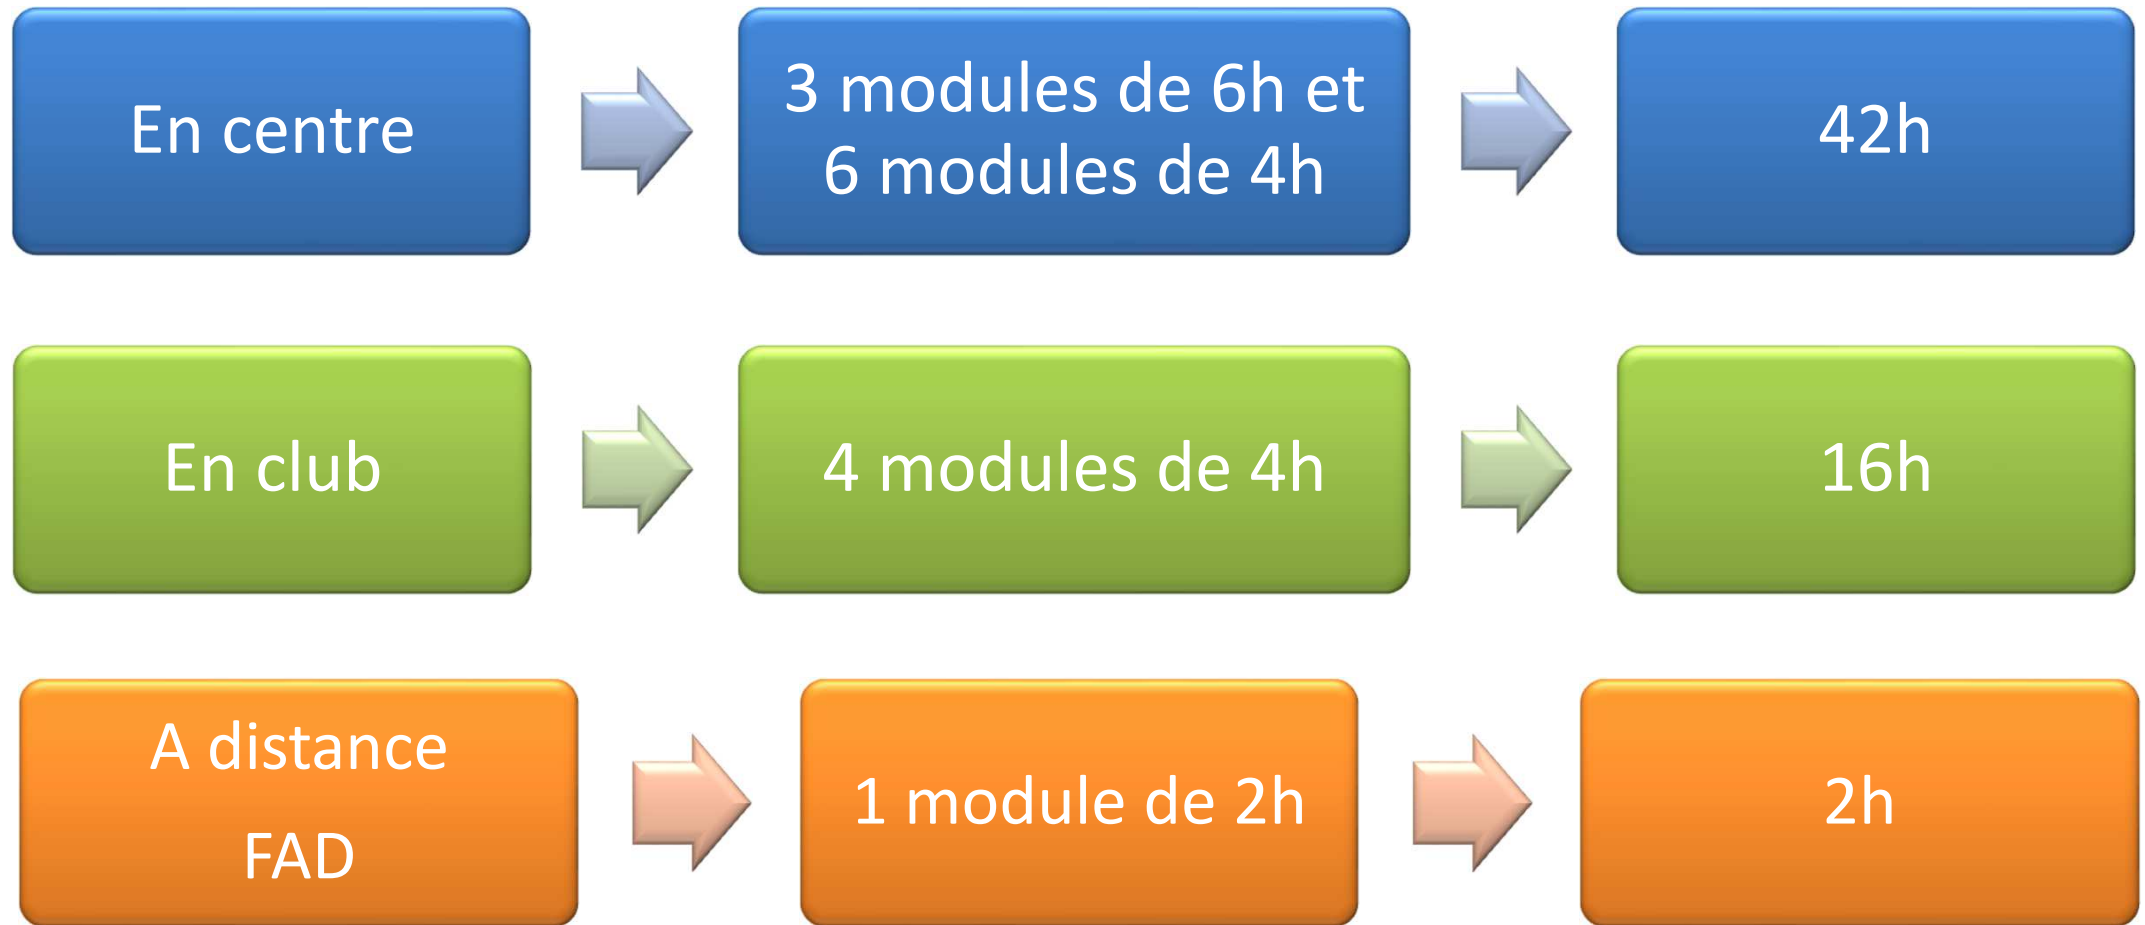 En centre
3 modules de 6h et
6 modules de 4h
42h
En club
4 modules de 4h
16h
A distance
FAD
1 module de 2h
2h